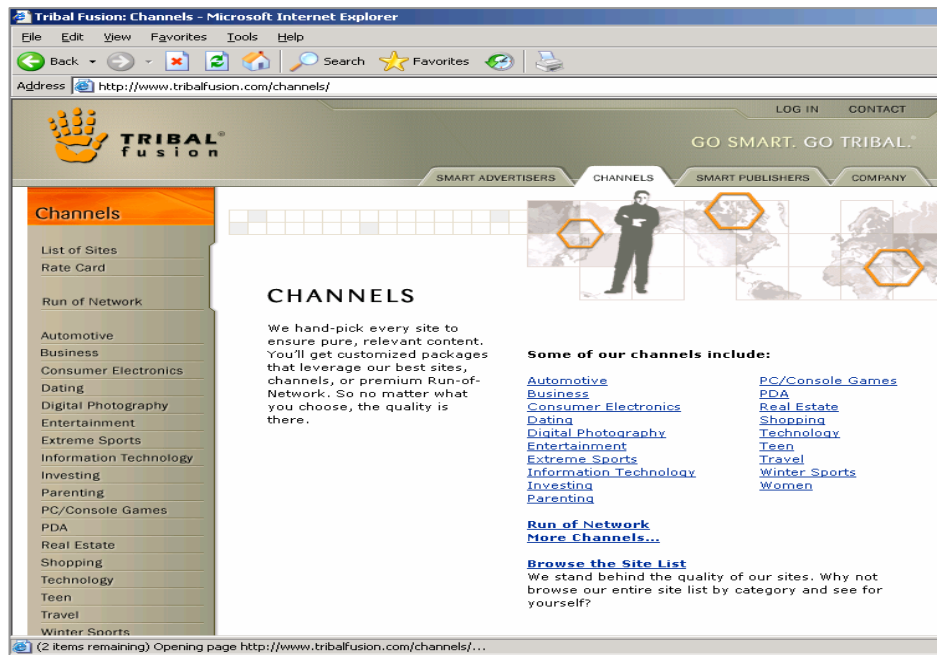 Tribal Fusion: Channels - Microsoft Internet Explorer
File Edit View Favorites Tools Help
Back Search Favorites
Address http://www.tribalfusion.com/channels/
LOG IN CONTACT
TRIBAL®
fusion
GO SMART. GO TRIBAL.®
SMART ADVERTISERS CHANNELS SMART PUBLISHERS COMPANY
Channels
List of Sites
Rate Card
Run of Network
Automotive
Business
Consumer Electronics
Dating
Digital Photography
Entertainment
Extreme Sports
Information Technology
Investing
Parenting
PC/Console Games
PDA
Real Estate
Shopping
Technology
Teen
Travel
Winter Sports
CHANNELS
We hand-pick every site to
ensure pure, relevant content.
You'll get customized packages
that leverage our best sites,
channels, or premium Run-of-
Network. So no matter what
you choose, the quality is
there.
Some of our channels include:
Automotive
Business
Consumer Electronics
Dating
Digital Photography
Entertainment
Extreme Sports
Information Technology
Investing
Parenting
PC/Console Games
PDA
Real Estate
Shopping
Technology
Teen
Travel
Winter Sports
Women
Run of Network
More Channels...
Browse the Site List
We stand behind the quality of our sites. Why not
browse our entire site list by category and see for
yourself?
(2 items remaining) Opening page http://www.tribalfusion.com/channels/...